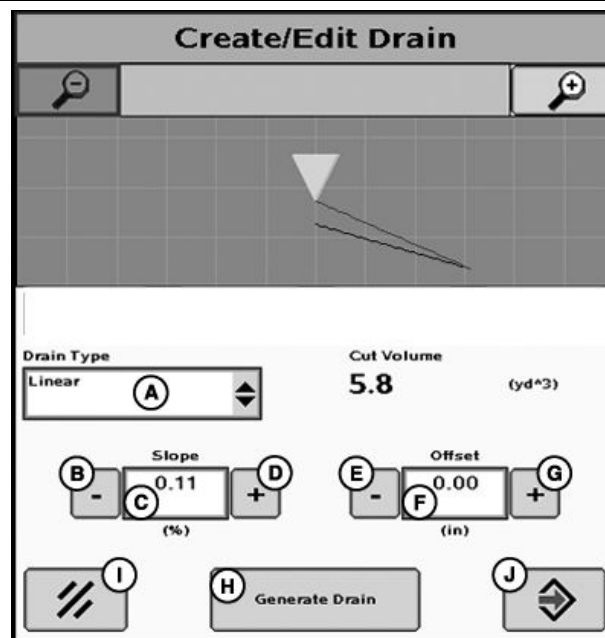 Create/Edit Drain
Drain Type
Cut Volume
Linear
A
5.8
(yd^3)
Slope
Offset
B
-
C
0.11
D
+
E
-
F
0.00
G
+
(%)
(in)
I
H
Generate Drain
J